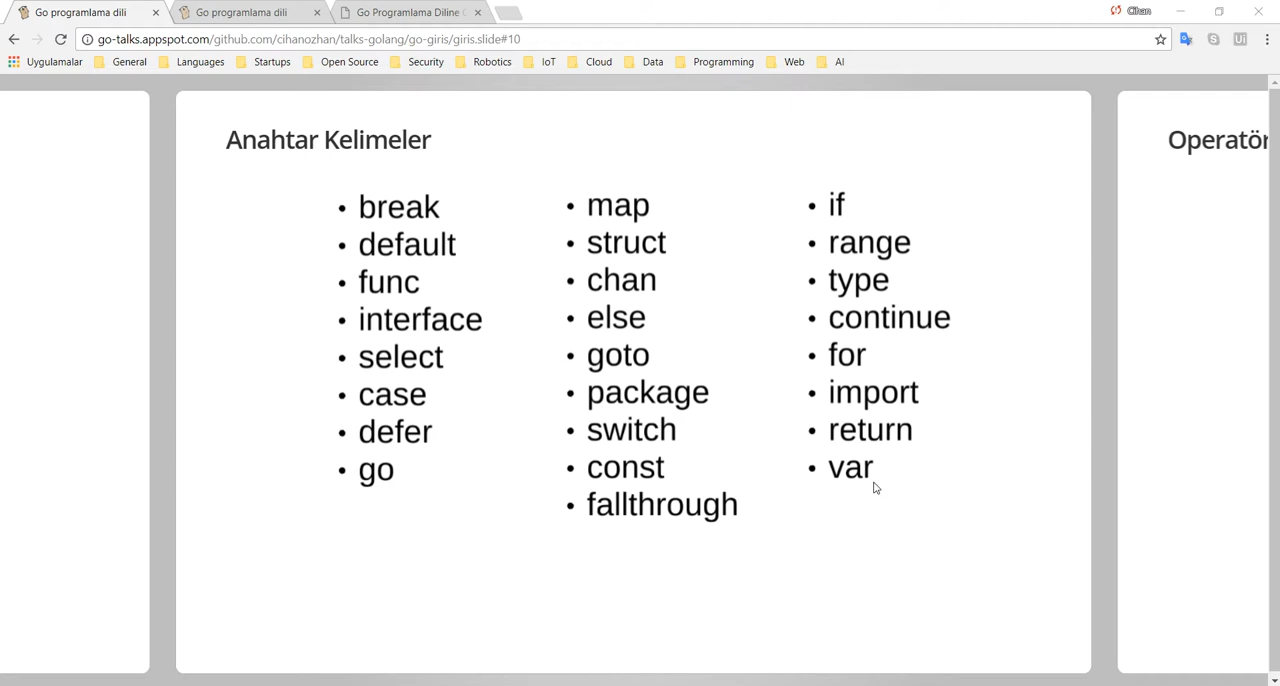 Go programlama dili
Go programlama dili
Go Programlama Diline
Cihan
go-talks.appspot.com/github.com/cihanozhan/talks-golang/go-giris/giris.slide#10
Uygulamalar General Languages Startups Open Source Security Robotics IoT Cloud Data Programming Web AI
Anahtar Kelimeler
• break
• default
• func
• interface
• select
• case
• defer
• go
• map
• struct
• chan
• else
• goto
• package
• switch
• const
• fallthrough
• if
• range
• type
• continue
• for
• import
• return
• var
Operatör